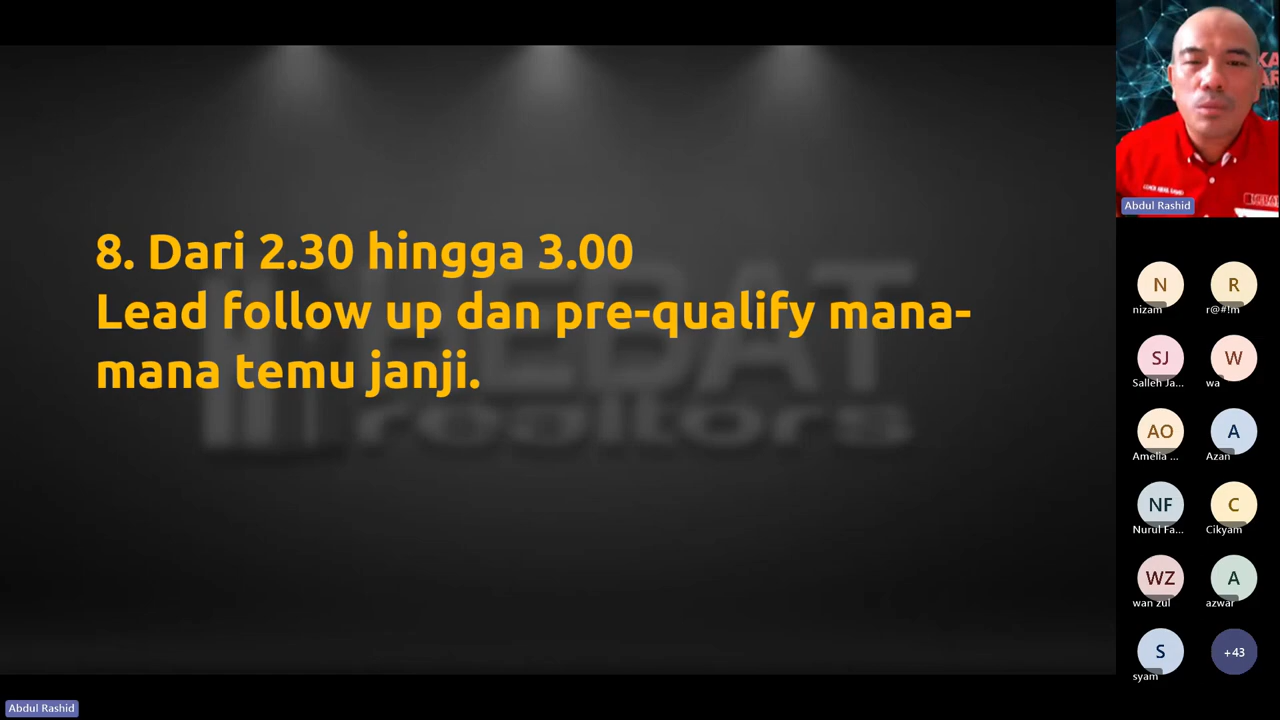 8. Dari 2.30 hingga 3.00
Lead follow up dan pre-qualify mana-
mana temu janji.
HEBAT
realtors
Abdul Rashid
N
nizam
R
r@#!m
SJ
Salleh Ja...
W
wa
AO
Amelia ...
A
Azan
NF
Nurul Fa...
C
Cikyam
WZ
wan zul
A
azwar
S
syam
+43
Abdul Rashid